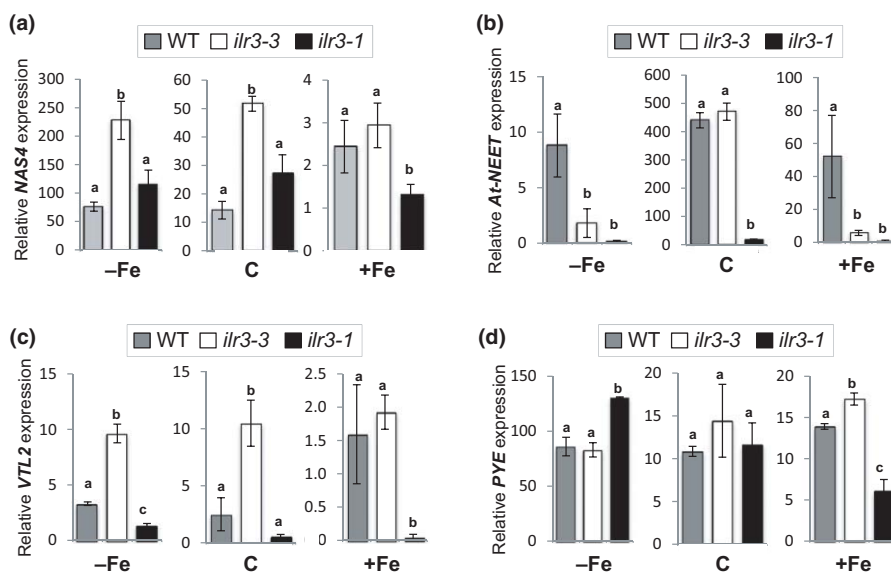 (a)
WT ilr3-3 ilr3-1
Relative NAS4 expression
300
250
200
150
100
50
0
a b a
–Fe
60
50
40
30
20
10
0
a b a
C
4
3
2
1
0
a a b
+Fe
(b)
WT ilr3-3 ilr3-1
Relative At-NEET expression
15
10
5
0
a b b
–Fe
600
500
400
300
200
100
0
a a b
C
100
80
60
40
20
0
a b b
+Fe
(c)
WT ilr3-3 ilr3-1
Relative VTL2 expression
15
10
5
0
a b c
–Fe
15
10
5
0
a b a
C
2.5
2.0
1.5
1.0
0.5
0.0
a a b
+Fe
(d)
WT ilr3-3 ilr3-1
Relative PYE expression
150
100
50
0
a a b
–Fe
20
15
10
5
0
a a a
C
20
15
10
5
0
a b c
+Fe